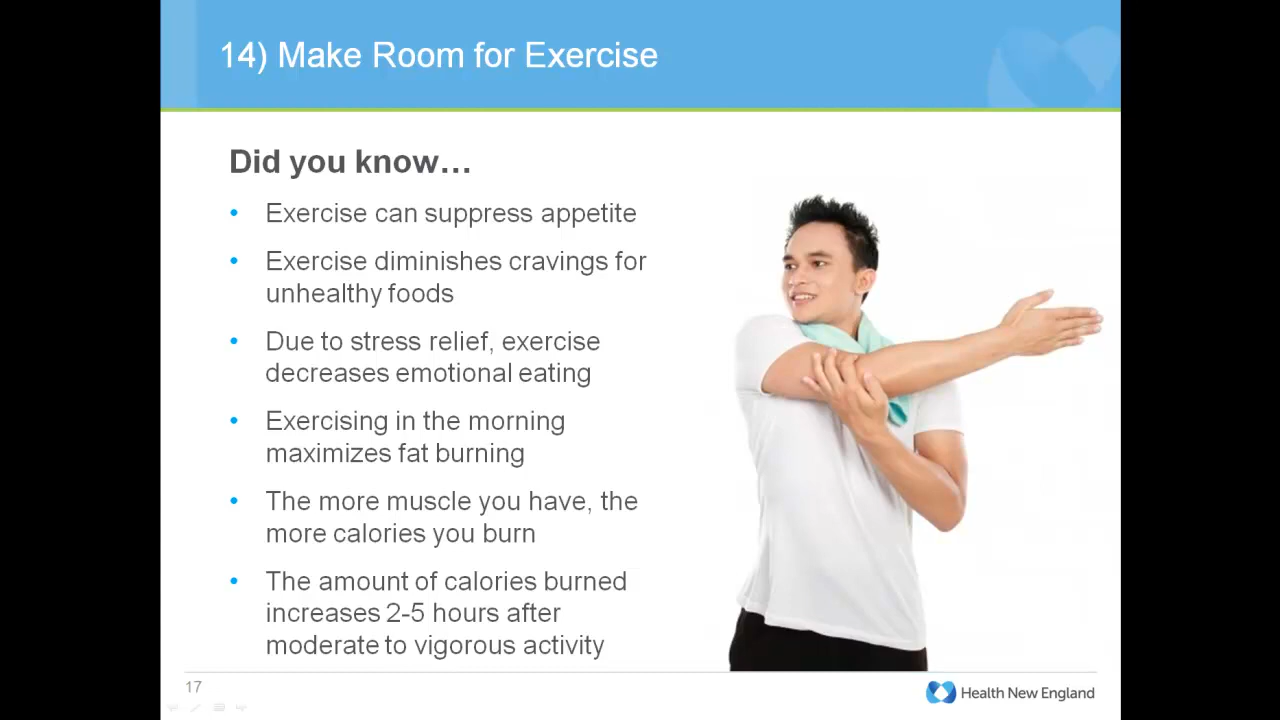 14) Make Room for Exercise
Did you know…
• Exercise can suppress appetite
• Exercise diminishes cravings for
unhealthy foods
• Due to stress relief, exercise
decreases emotional eating
• Exercising in the morning
maximizes fat burning
• The more muscle you have, the
more calories you burn
• The amount of calories burned
increases 2-5 hours after
moderate to vigorous activity
17
Health New England